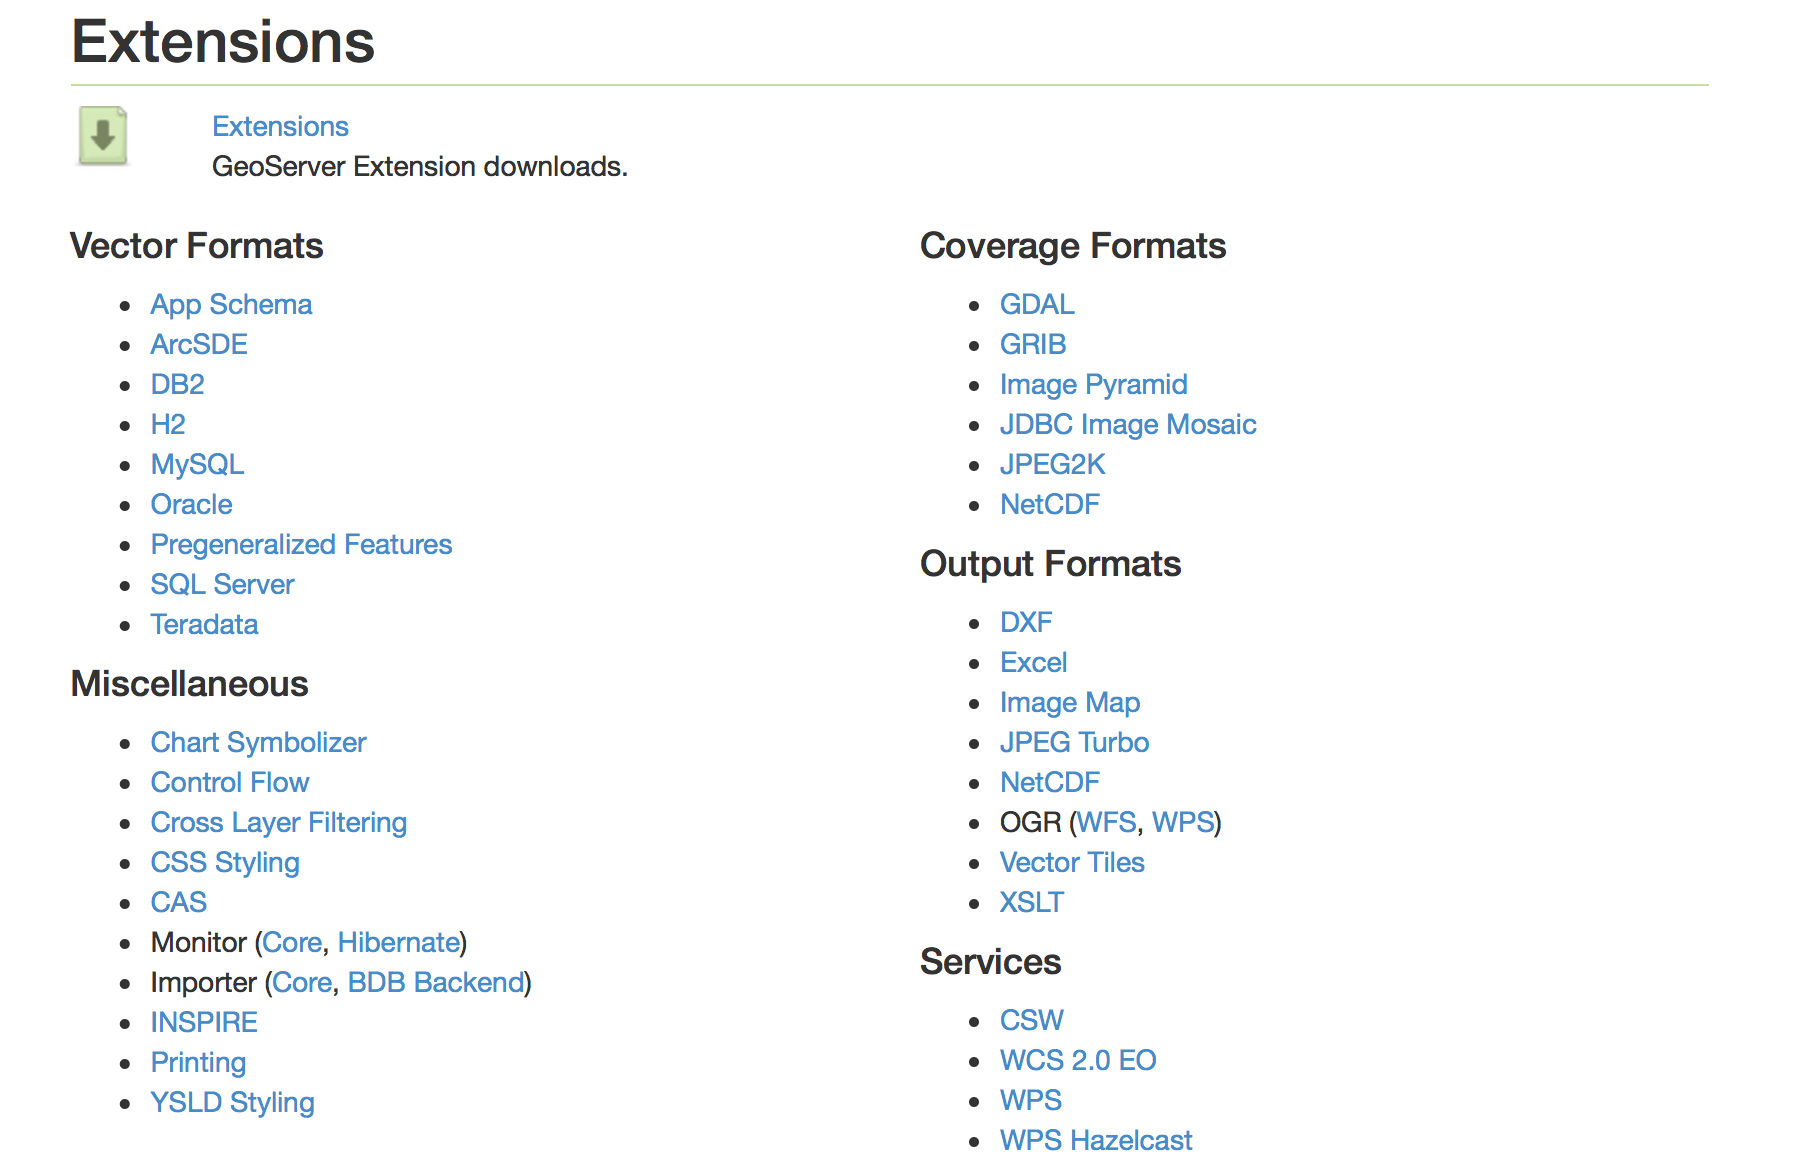 Extensions
Extensions
GeoServer Extension downloads.
Vector Formats
App Schema
ArcSDE
DB2
H2
MySQL
Oracle
Pregeneralized Features
SQL Server
Teradata
Miscellaneous
Chart Symbolizer
Control Flow
Cross Layer Filtering
CSS Styling
CAS
Monitor (Core, Hibernate)
Importer (Core, BDB Backend)
INSPIRE
Printing
YSLD Styling
Coverage Formats
GDAL
GRIB
Image Pyramid
JDBC Image Mosaic
JPEG2K
NetCDF
Output Formats
DXF
Excel
Image Map
JPEG Turbo
NetCDF
OGR (WFS, WPS)
Vector Tiles
XSLT
Services
CSW
WCS 2.0 EO
WPS
WPS Hazelcast